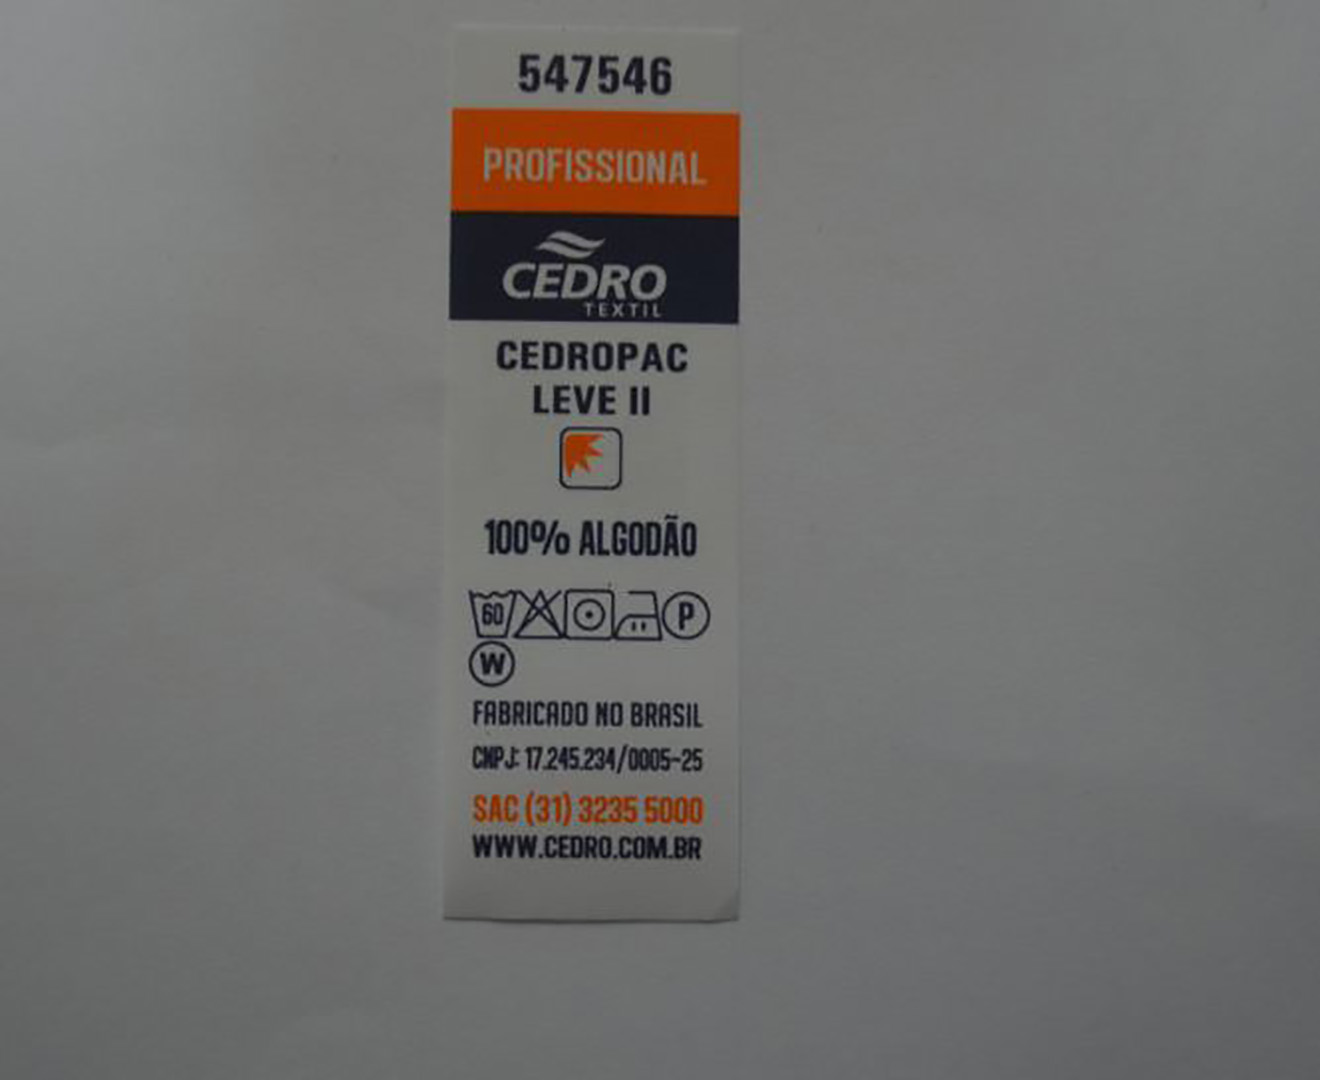 547546
PROFISSIONAL
CEDRO
TEXTIL
CEDROPAC
LEVE II
100% ALGODÃO
60 P
W
FABRICADO NO BRASIL
CNPJ: 17.245.234/0005-25
SAC (31) 3235 5000
WWW.CEDRO.COM.BR